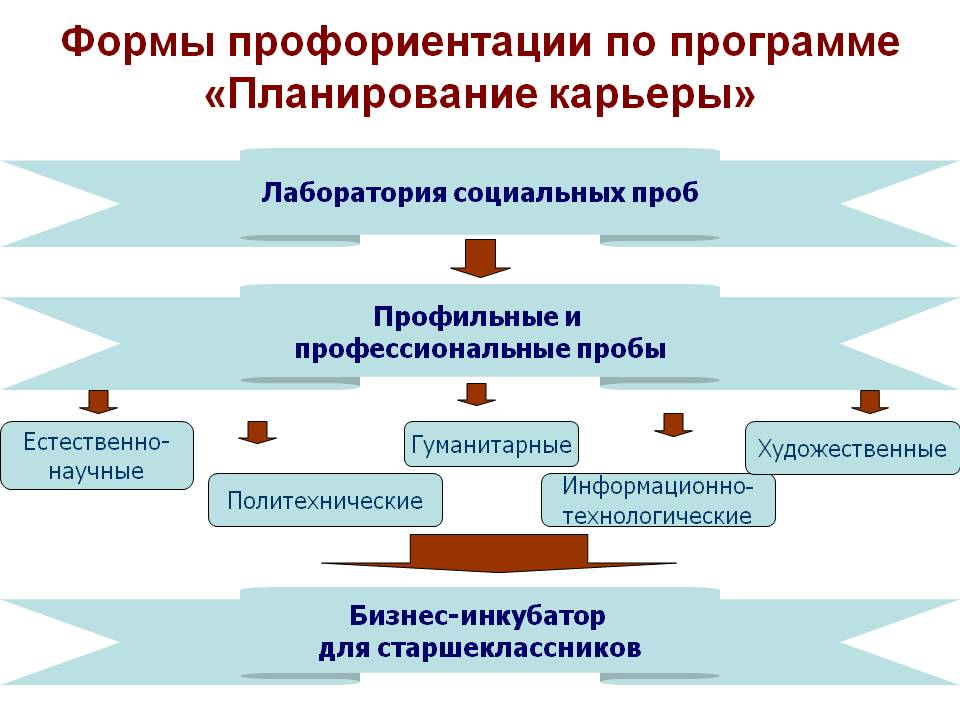 Формы профориентации по программе
«Планирование карьеры»
Лаборатория социальных проб
Профильные и
профессиональные пробы
Естественно-
научные
Политехнические
Гуманитарные
Информационно-
технологические
Художественные
Бизнес-инкубатор
для старшеклассников